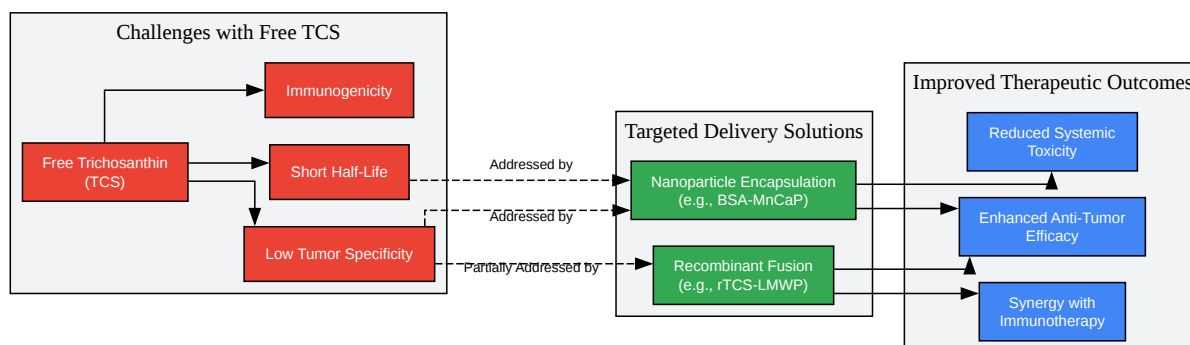 Challenges with Free TCS
Immunogenicity
Free Trichosanthin
(TCS)
Short Half-Life
Low Tumor Specificity
Addressed by
Addressed by
Partially Addressed by
Targeted Delivery Solutions
Nanoparticle Encapsulation
(e.g., BSA-MnCaP)
Recombinant Fusion
(e.g., rTCS-LMWP)
Improved Therapeutic Outcomes
Reduced Systemic
Toxicity
Enhanced Anti-Tumor
Efficacy
Synergy with
Immunotherapy